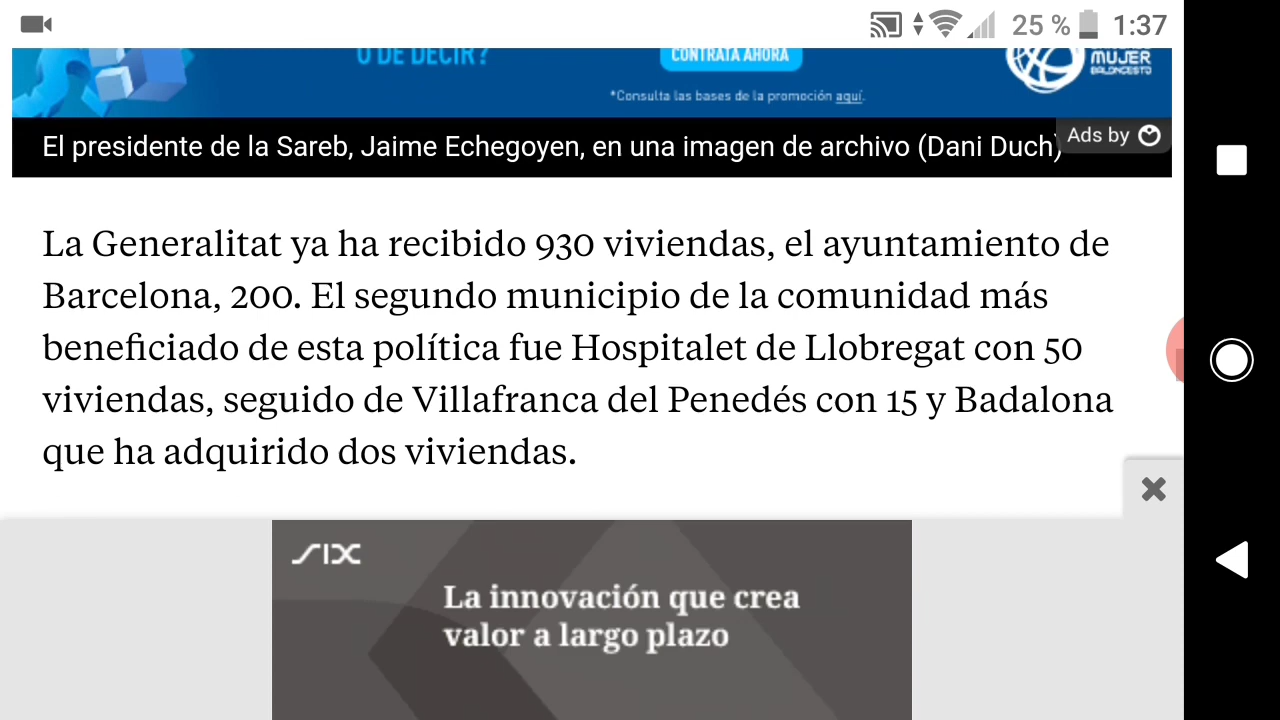 25 % 1:37
O DE DECIR?
CONTRATA AHORA
MUJER
BALONCESTO
*Consulta las bases de la promoción aquí.
Ads by
El presidente de la Sareb, Jaime Echegoyen, en una imagen de archivo (Dani Duch)
La Generalitat ya ha recibido 930 viviendas, el ayuntamiento de
Barcelona, 200. El segundo municipio de la comunidad más
beneficiado de esta política fue Hospitalet de Llobregat con 50
viviendas, seguido de Villafranca del Penedés con 15 y Badalona
que ha adquirido dos viviendas.
SIX
La innovación que crea
valor a largo plazo